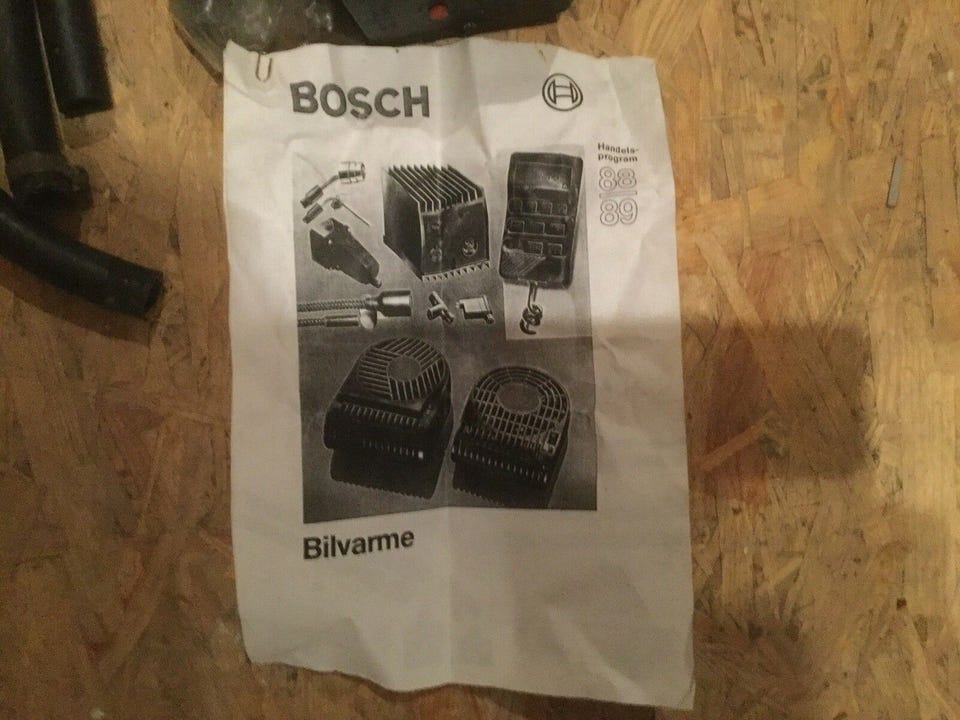 BOSCH
Handels-
program
88
89
Bilvarme